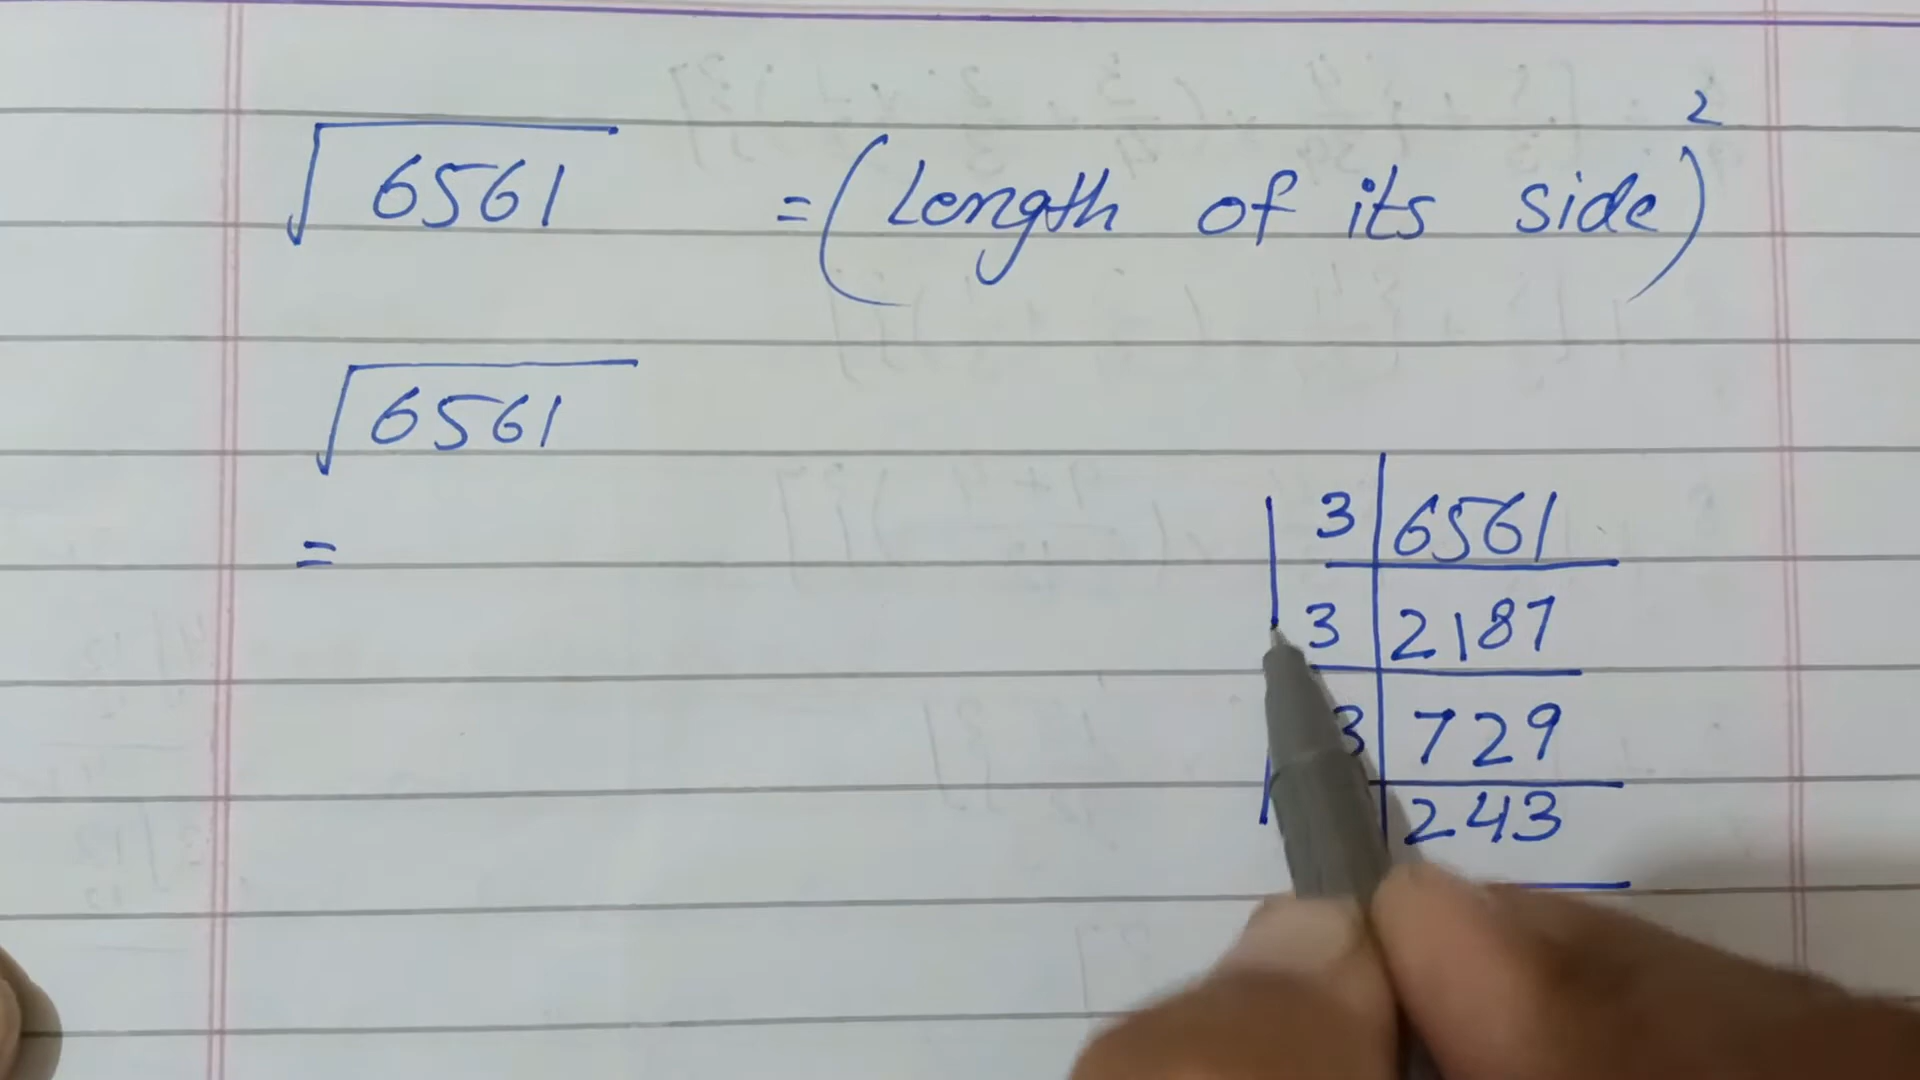 √6561 = (Length of its side)²
√6561
=
3 | 6561
3 | 2187
3 | 729
243